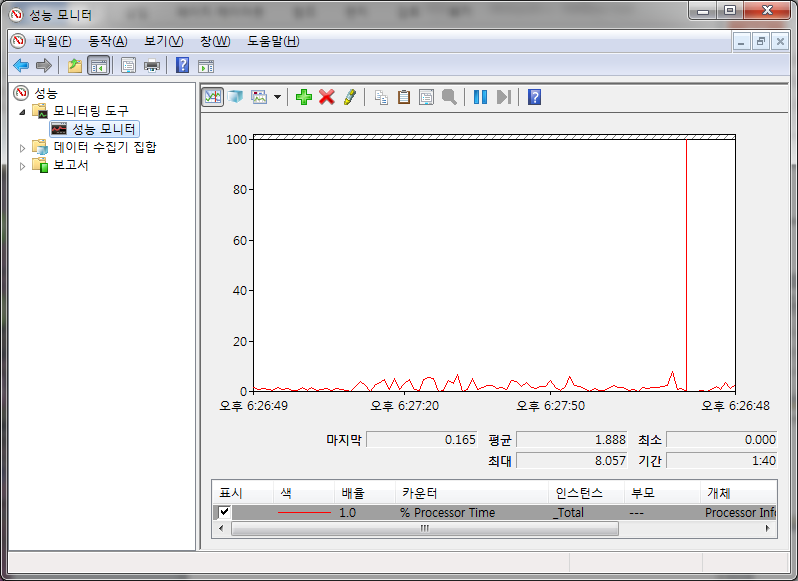 성능 모니터
파일(F) 동작(A) 보기(V) 창(W) 도움말(H)
성능
모니터링 도구
성능 모니터
데이터 수집기 집합
보고서
100
80
60
40
20
0
오후 6:26:49 오후 6:27:20 오후 6:27:50 오후 6:26:48
마지막 0.165 평균 1.888 최소 0.000
최대 8.057 기간 1:40
표시 색 배율 카운터 인스턴스 부모 개체
1.0 % Processor Time _Total --- Processor Inf